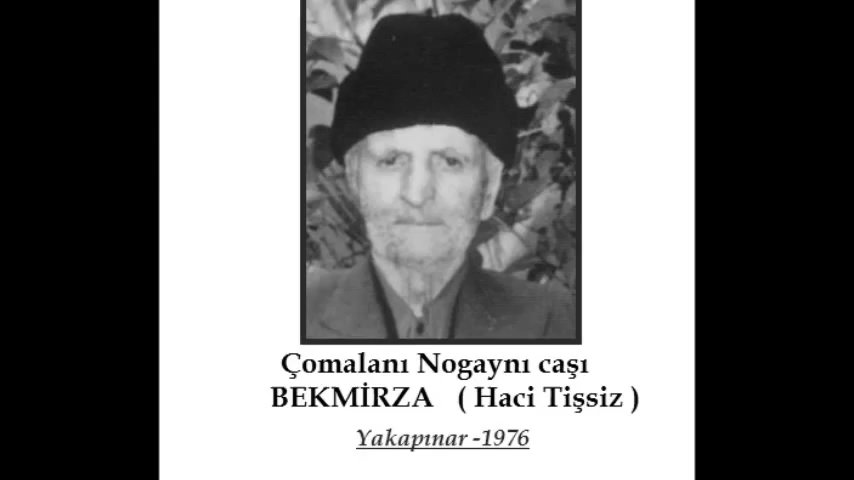 Çomalanı Nogaynı caşı
BEKMİRZA ( Haci Tişsiz )
Yakapınar -1976